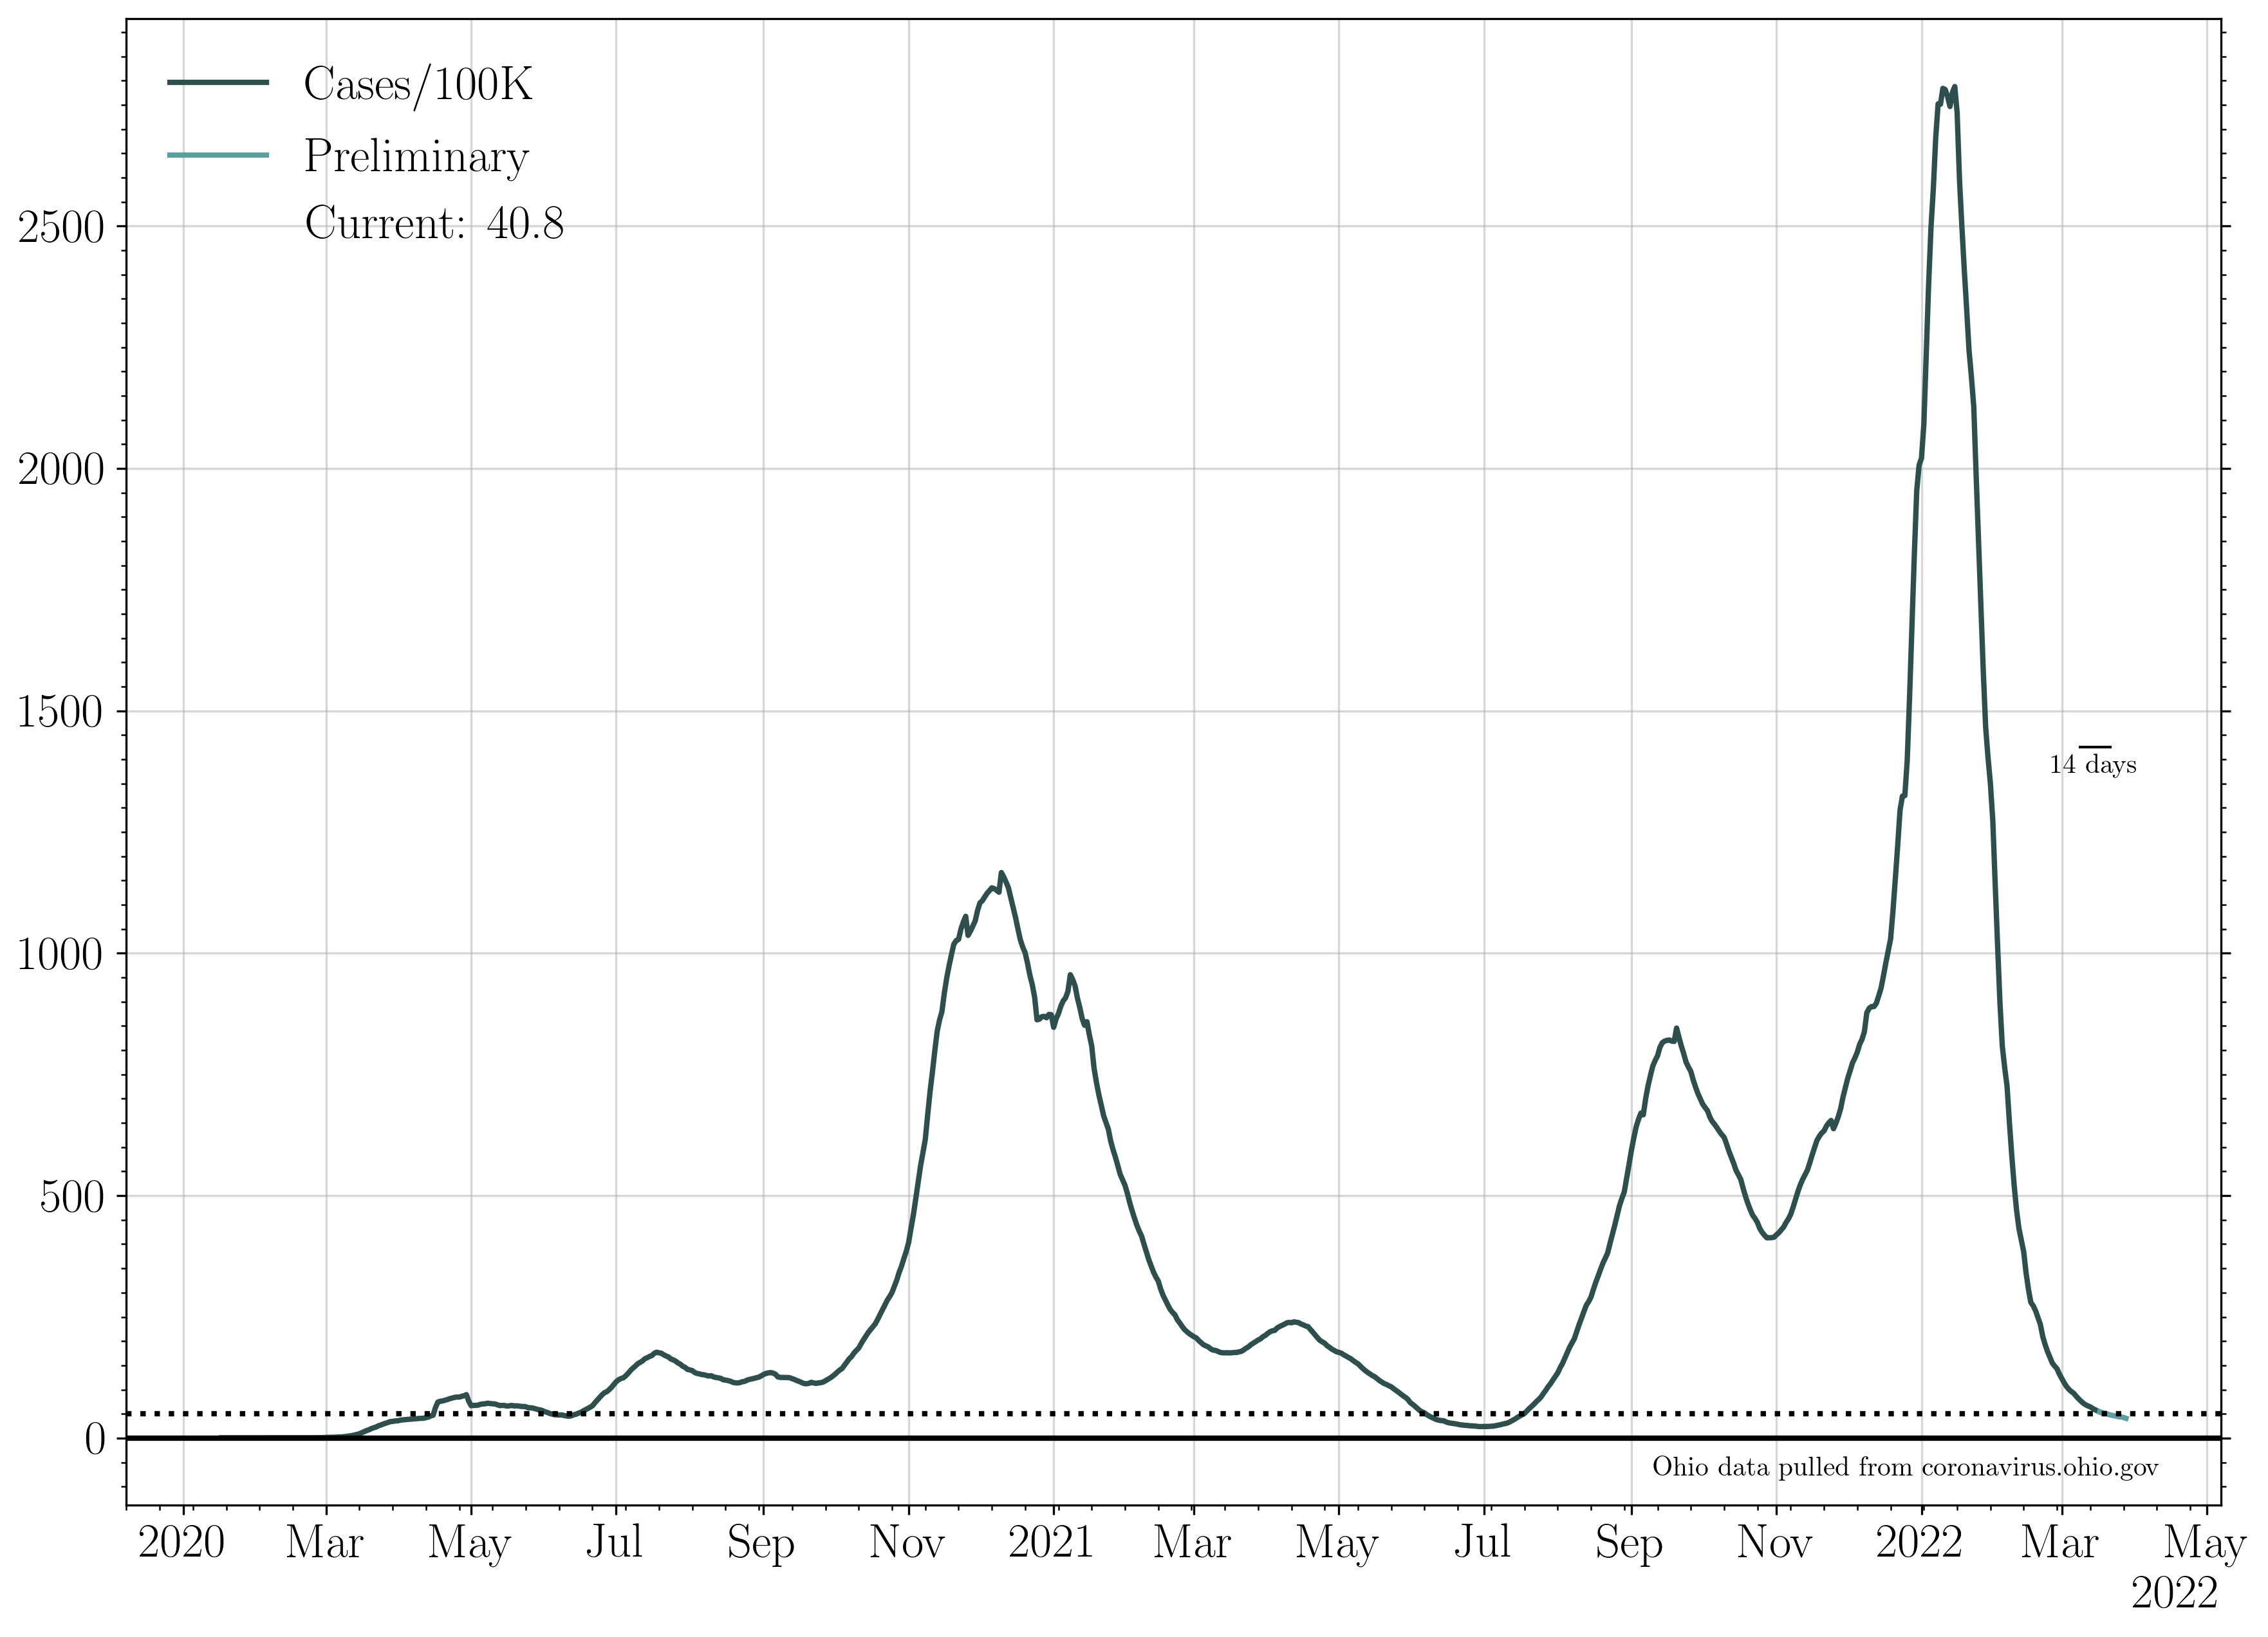 Cases/100K
Preliminary
Current: 40.8
2500
2000
1500
14 days
1000
500
0
Ohio data pulled from coronavirus.ohio.gov
2020 Mar May Jul Sep Nov 2021 Mar May Jul Sep Nov 2022 Mar May
2022